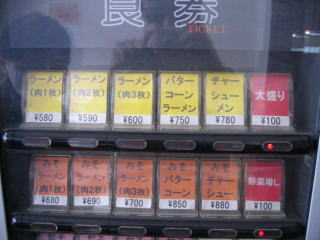 食券
TICKET
ラーメン
(肉1枚)
¥580
ラーメン
(肉2枚)
¥590
ラーメン
(肉3枚)
¥600
バター
コーン
ラーメン
¥750
チャー
シュー
メン
¥780
大盛り
¥100
みそ
ラーメン
(肉1枚)
¥680
みそ
ラーメン
(肉2枚)
¥690
みそ
ラーメン
(肉3枚)
¥700
みそ
バター
コーン
¥850
みそ
チャー
シュー
¥880
野菜増し
¥100